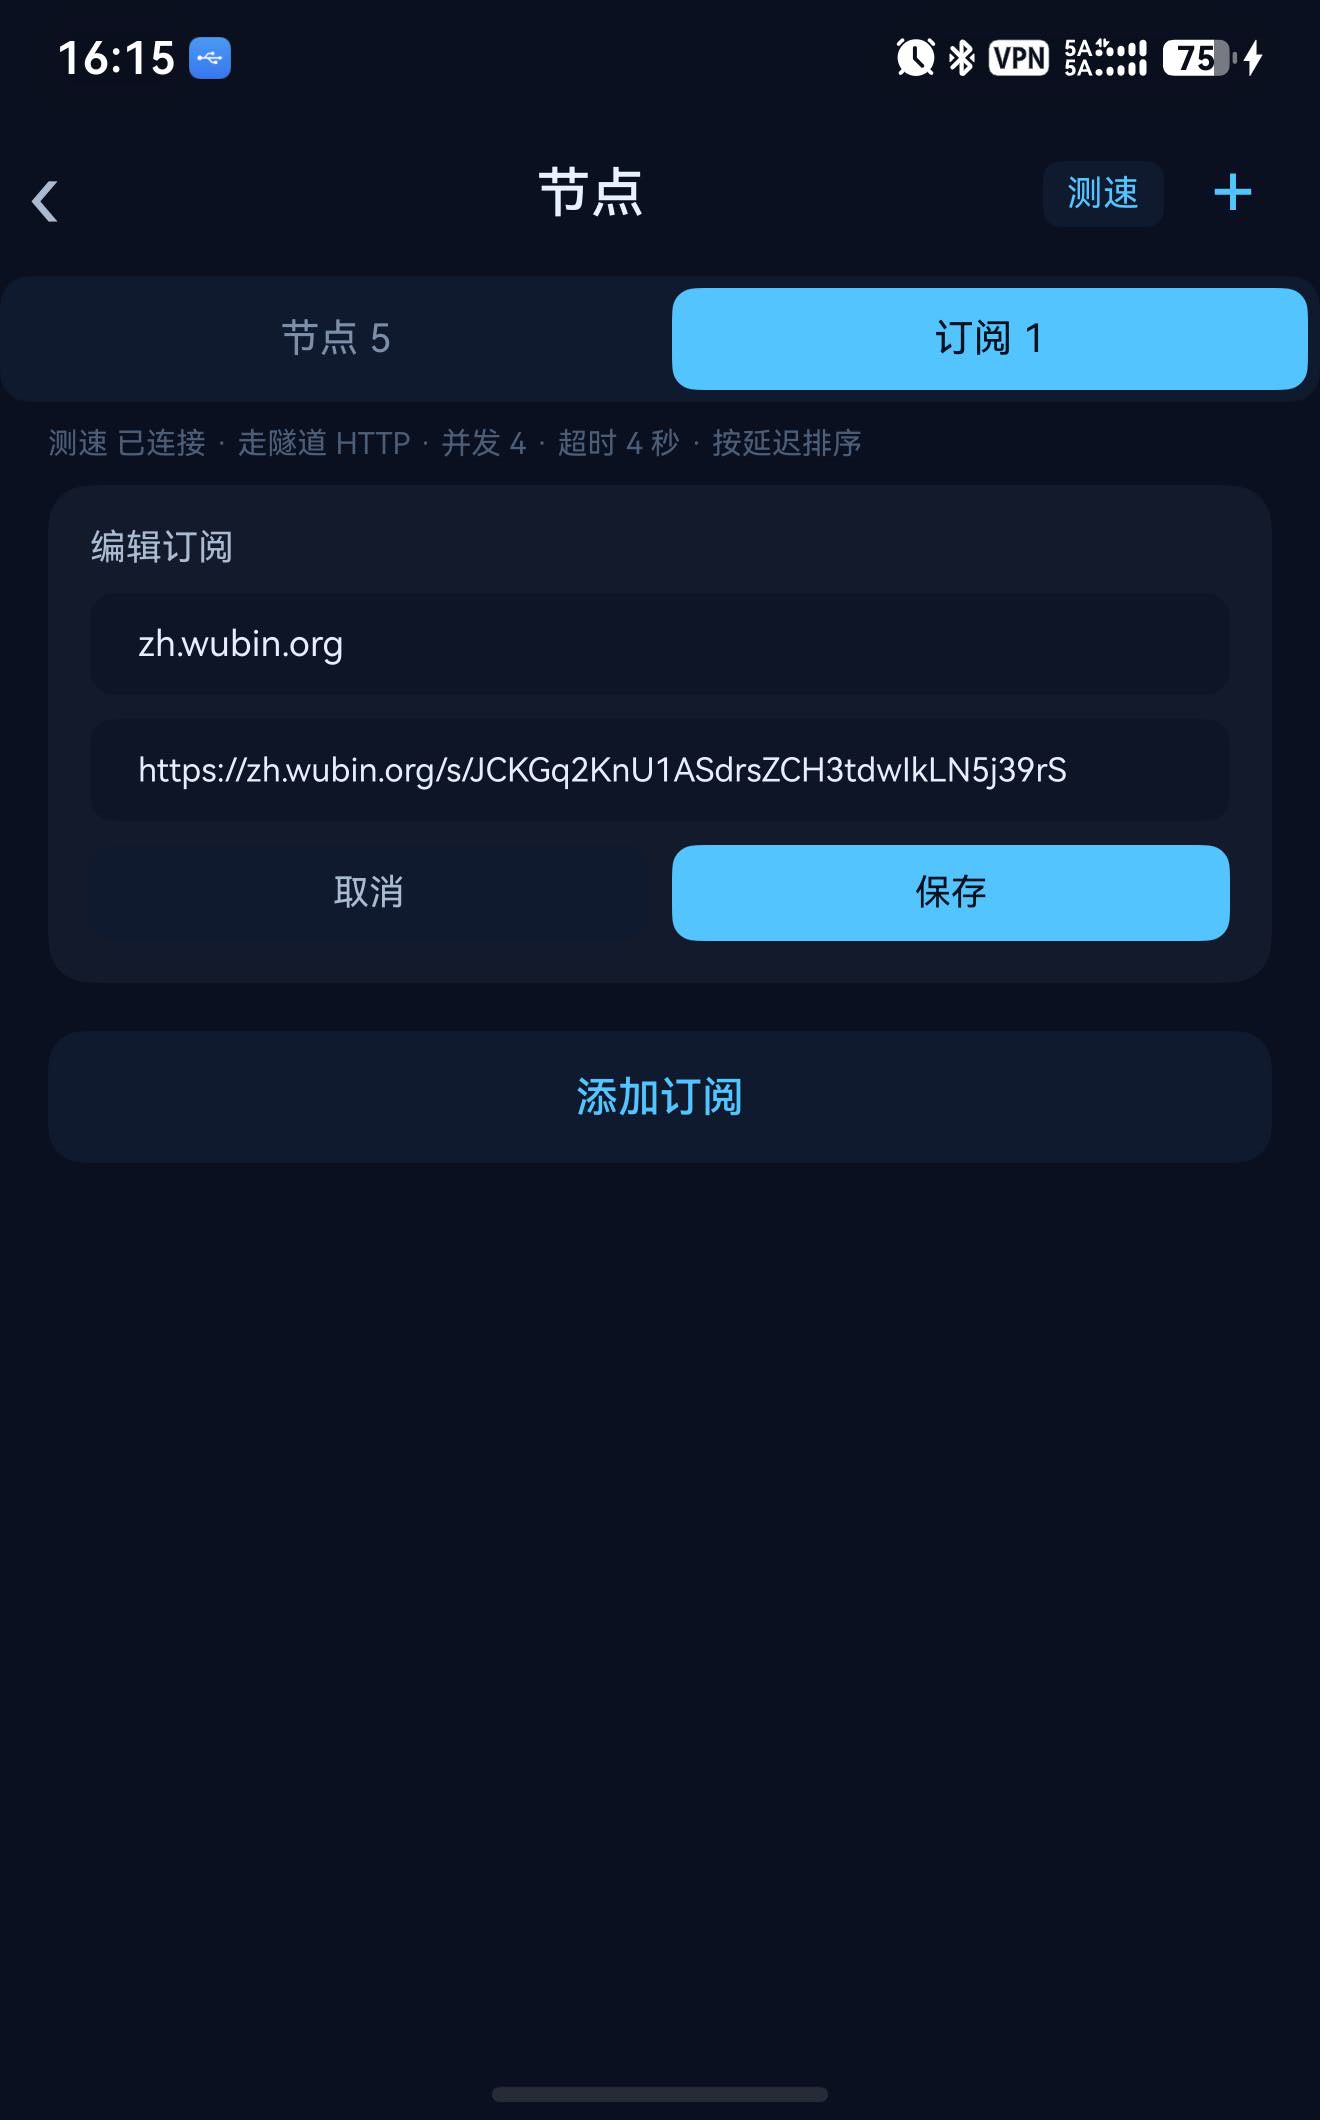 16:15
VPN 5A 5A 75
节点 测速 +
节点 5 订阅 1
测速 已连接 · 走隧道 HTTP · 并发 4 · 超时 4 秒 · 按延迟排序
编辑订阅
zh.wubin.org
https://zh.wubin.org/s/JCKGq2KnU1ASdrsZCH3tdwIkLN5j39rS
取消 保存
添加订阅